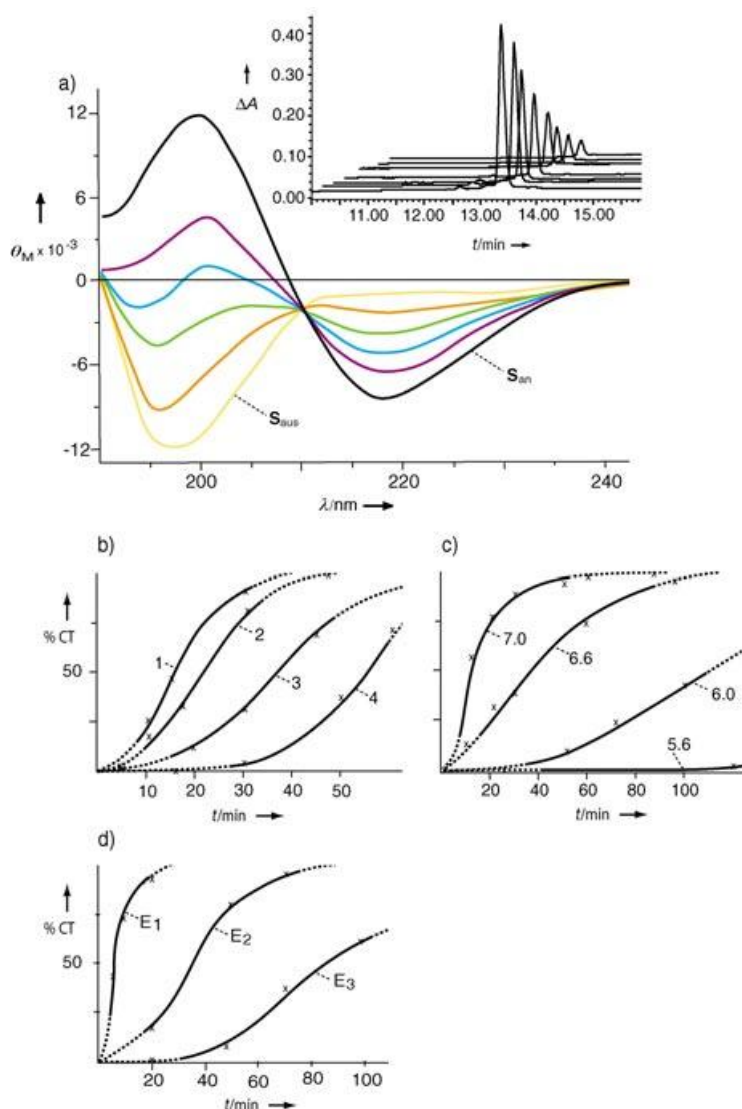 a)
0.40
0.30
ΔA
0.20
0.10
0.00
11.00 12.00 13.00 14.00 15.00
t/min
12
6
θM x 10-3
0
-6
-12
Saus
San
200 220 240
λ/nm
b)
% CT
50
1
2
3
4
10 20 30 40 50
t/min
c)
7.0
6.6
6.0
5.6
20 60 100
t/min
d)
% CT
50
E1
E2
E3
20 40 60 80 100
t/min